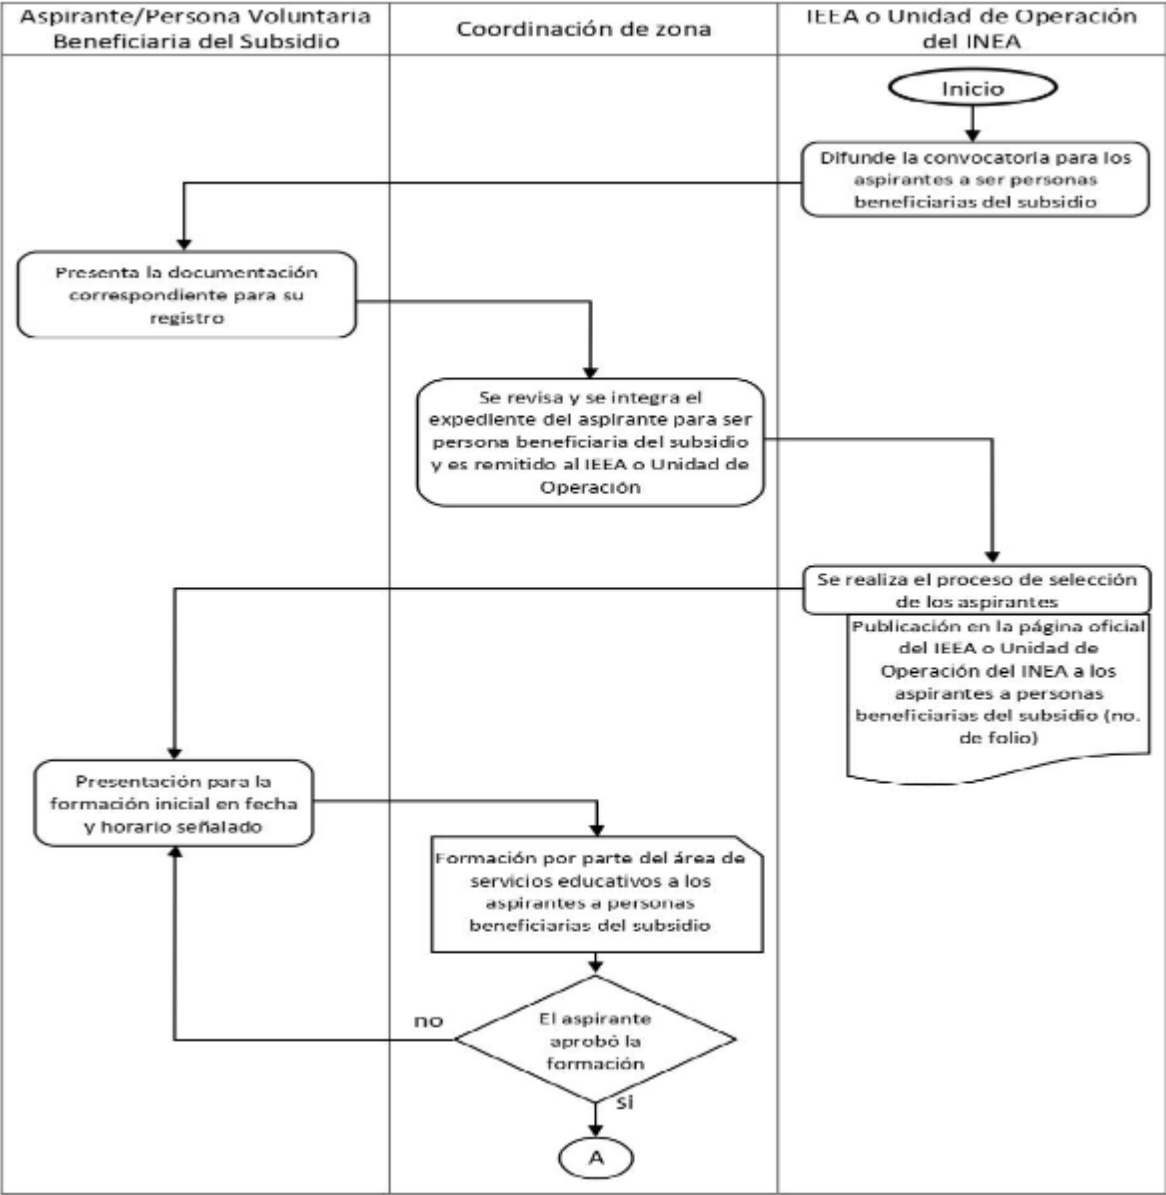 Aspirante/Persona Voluntaria
Beneficiaria del Subsidio
Coordinación de zona
IEEA o Unidad de Operación
del INEA
Inicio
Difunde la convocatoria para los
aspirantes a ser personas
beneficiarias del subsidio
Presenta la documentación
correspondiente para su
registro
Se revisa y se integra el
expediente del aspirante para ser
persona beneficiaria del subsidio
y es remitido al IEEA o Unidad de
Operación
Se realiza el proceso de selección
de los aspirantes
Publicación en la página oficial
del IEEA o Unidad de
Operación del INEA a los
aspirantes a personas
beneficiarias del subsidio (no.
de folio)
Presentación para la
formación inicial en fecha
y horario señalado
Formación por parte del área de
servicios educativos a los
aspirantes a personas
beneficiarias del subsidio
no
El aspirante
aprobó la
formación
si
A